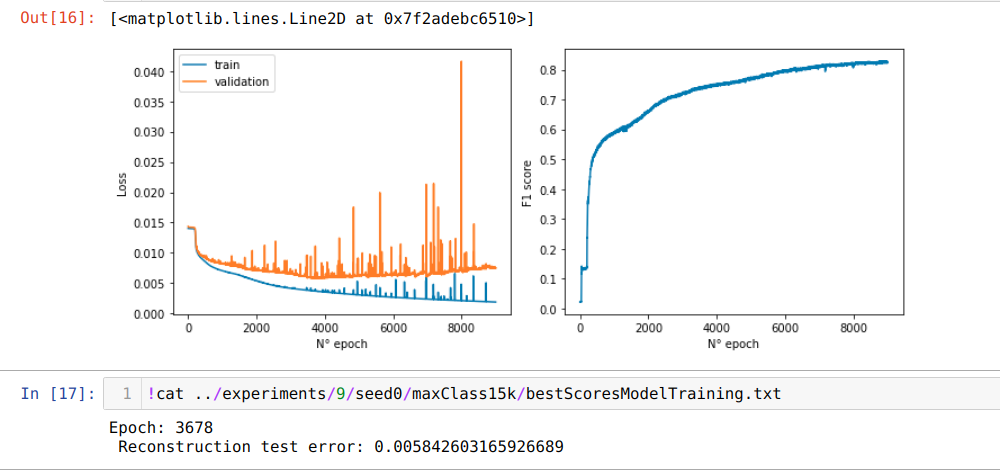 Out[16]: [<matplotlib.lines.Line2D at 0x7f2adebc6510>]
train
validation
0.040
0.035
0.030
0.025
0.020
0.015
0.010
0.005
0.000
Loss
0 2000 4000 6000 8000
N° epoch
0.8
0.7
0.6
0.5
0.4
0.3
0.2
0.1
0.0
F1 score
0 2000 4000 6000 8000
N° epoch
In [17]: 1 !cat ../experiments/9/seed0/maxClass15k/bestScoresModelTraining.txt
Epoch: 3678
Reconstruction test error: 0.005842603165926689